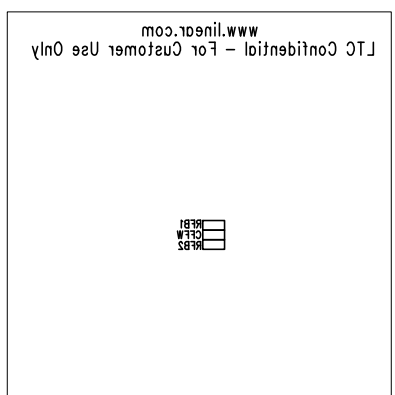 www.linear.com
LTC Confidential – For Customer Use Only
RFB1
CFFW
RFB2